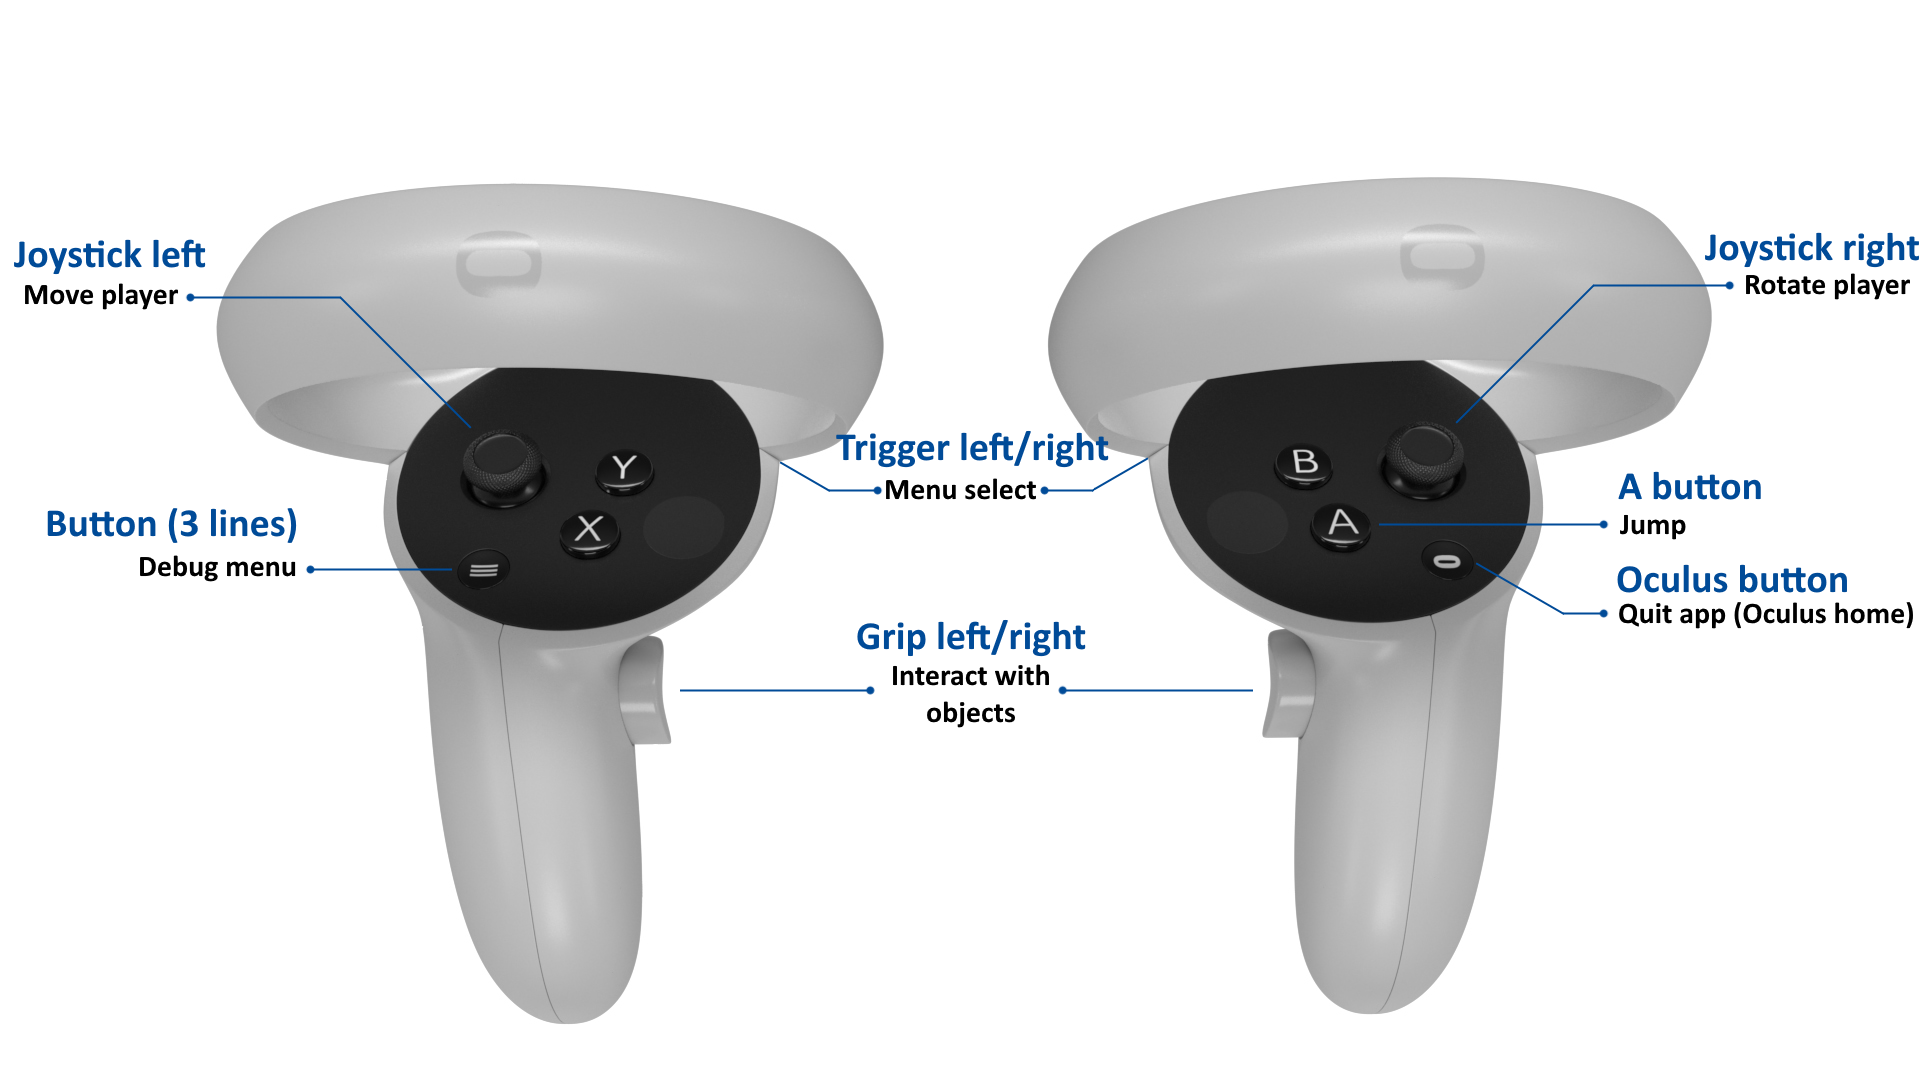 Joystick left
Move player
Button (3 lines)
Debug menu
Y
X
Trigger left/right
Menu select
Grip left/right
Interact with
objects
B
A
Joystick right
Rotate player
A button
Jump
Oculus button
Quit app (Oculus home)